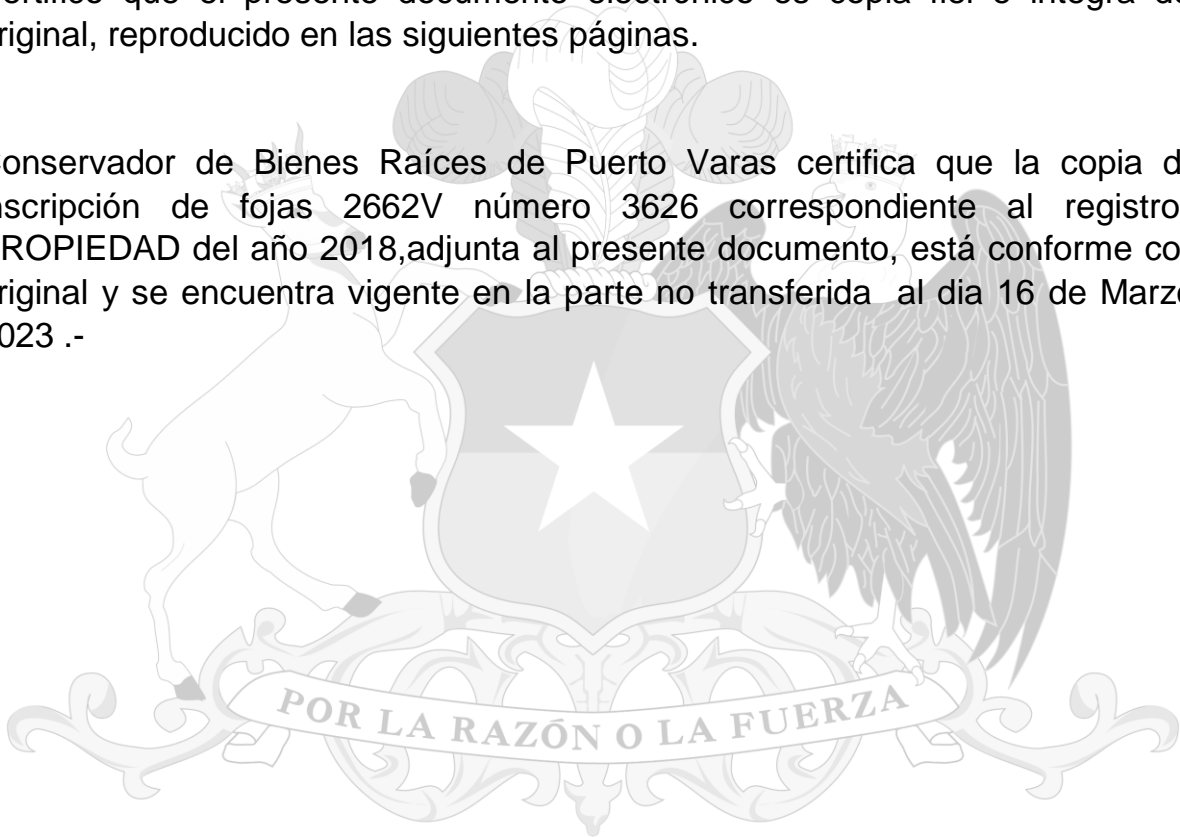 ertifico que el presente documento electrónico es copia fiel e íntegra de
riginal, reproducido en las siguientes páginas.
onservador de Bienes Raíces de Puerto Varas certifica que la copia d
nscripción de fojas 2662V número 3626 correspondiente al registro
ROPIEDAD del año 2018,adjunta al presente documento, está conforme co
riginal y se encuentra vigente en la parte no transferida al dia 16 de Marzo
023 .-
POR LA RAZÓN O LA FUERZA